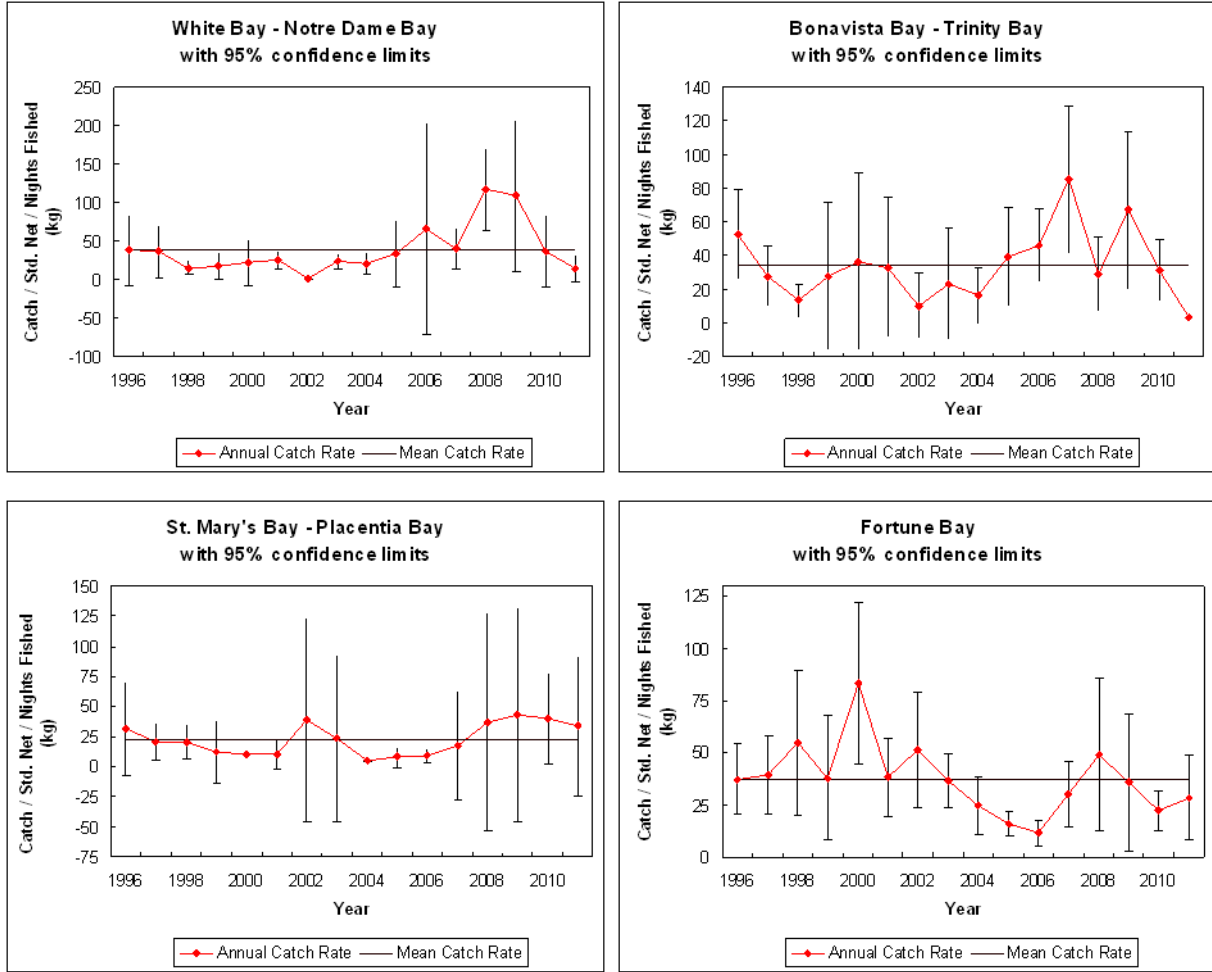 White Bay - Notre Dame Bay
with 95% confidence limits
Catch / Std. Net / Nights Fished
(kg)
250
200
150
100
50
0
-50
-100
1996 1998 2000 2002 2004 2006 2008 2010
Year
Annual Catch Rate Mean Catch Rate
Bonavista Bay - Trinity Bay
with 95% confidence limits
Catch / Std. Net / Nights Fished
(kg)
140
120
100
80
60
40
20
0
-20
1996 1998 2000 2002 2004 2006 2008 2010
Year
Annual Catch Rate Mean Catch Rate
St. Mary's Bay - Placentia Bay
with 95% confidence limits
Catch / Std. Net / Nights Fished
(kg)
150
125
100
75
50
25
0
-25
-50
-75
1996 1998 2000 2002 2004 2006 2008 2010
Year
Annual Catch Rate Mean Catch Rate
Fortune Bay
with 95% confidence limits
Catch / Std. Net / Nights Fished
(kg)
125
100
75
50
25
0
1996 1998 2000 2002 2004 2006 2008 2010
Year
Annual Catch Rate Mean Catch Rate